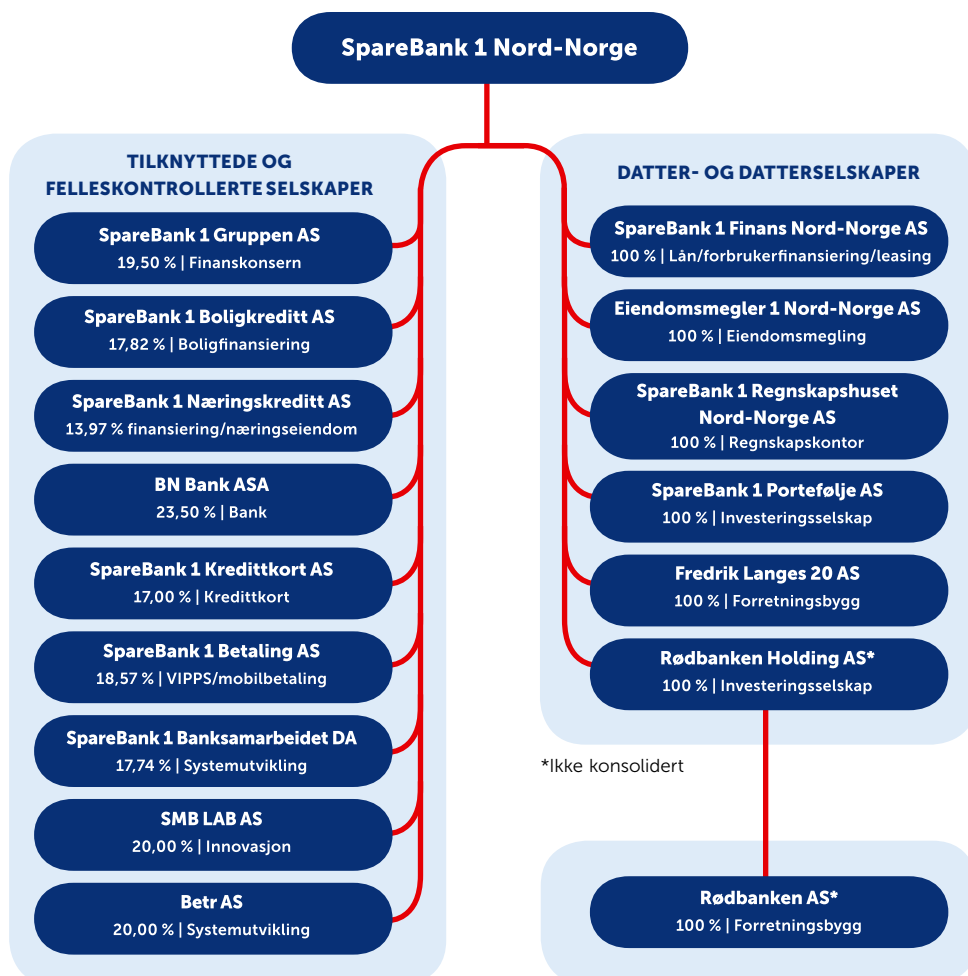 SpareBank 1 Nord-Norge
TILKNYTTEDE OG
FELLESKONTROLLERTE SELSKAPER
SpareBank 1 Gruppen AS
19,50 % | Finanskonsern
SpareBank 1 Boligkreditt AS
17,82 % | Boligfinansiering
SpareBank 1 Næringskreditt AS
13,97 % finansiering/næringseiendom
BN Bank ASA
23,50 % | Bank
SpareBank 1 Kredittkort AS
17,00 % | Kredittkort
SpareBank 1 Betaling AS
18,57 % | VIPPS/mobilbetaling
SpareBank 1 Banksamarbeidet DA
17,74 % | Systemutvikling
SMB LAB AS
20,00 % | Innovasjon
Betr AS
20,00 % | Systemutvikling
DATTER- OG DATTERSELSKAPER
SpareBank 1 Finans Nord-Norge AS
100 % | Lån/forbrukerfinansiering/leasing
Eiendomsmegler 1 Nord-Norge AS
100 % | Eiendomsmegling
SpareBank 1 Regnskapshuset
Nord-Norge AS
100 % | Regnskapskontor
SpareBank 1 Portefølje AS
100 % | Investeringsselskap
Fredrik Langes 20 AS
100 % | Forretningsbygg
Rødbanken Holding AS*
100 % | Investeringsselskap
*Ikke konsolidert
Rødbanken AS*
100 % | Forretningsbygg